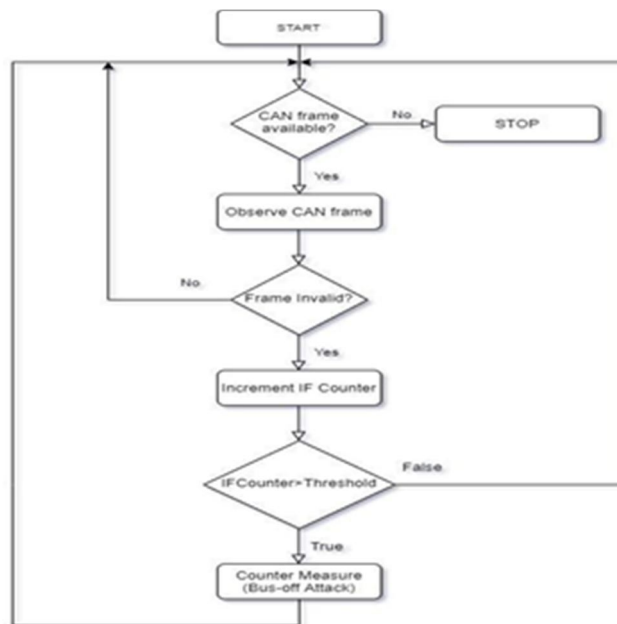 START
CAN frame
available?
No.
STOP
Yes.
Observe CAN frame
No.
Frame Invalid?
Yes.
Increment IF Counter
IFCounter>Threshold
False.
True.
Counter Measure
(Bus-off Attack)